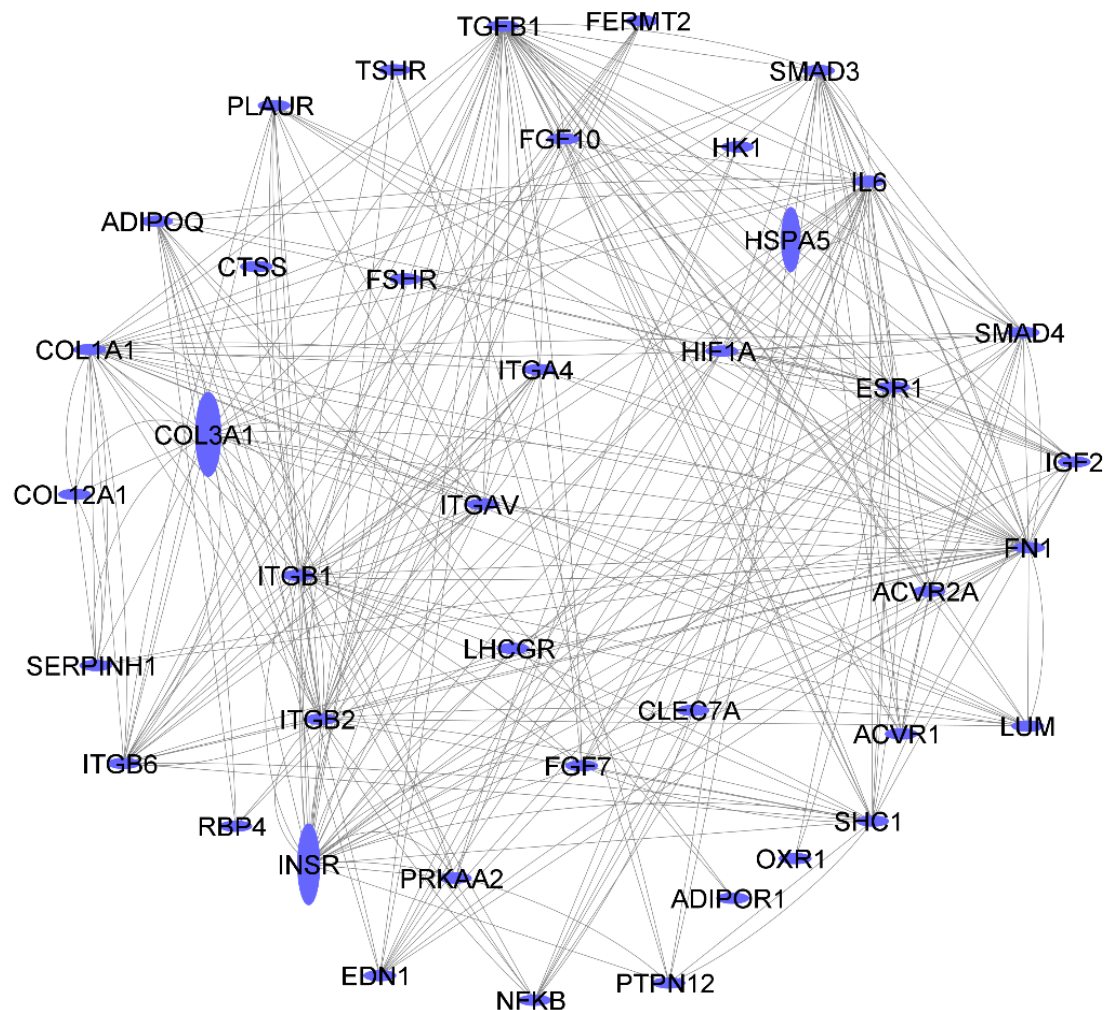 FERMT2
TGFB1
TSHR
SMAD3
PLAUR
FGF10
HK1
IL6
ADIPOQ
HSPA5
CTSS
FSHR
SMAD4
COL1A1
HIF1A
ITGA4
ESR1
COL3A1
IGF2
COL12A1
ITGAV
FN1
ITGB1
ACVR2A
LHCGR
SERPINH1
CLEC7A
ITGB2
LUM
ACVR1
ITGB6
FGF7
SHC1
RBP4
OXR1
INSR
PRKAA2
ADIPOR1
EDN1
PTPN12
NFKB